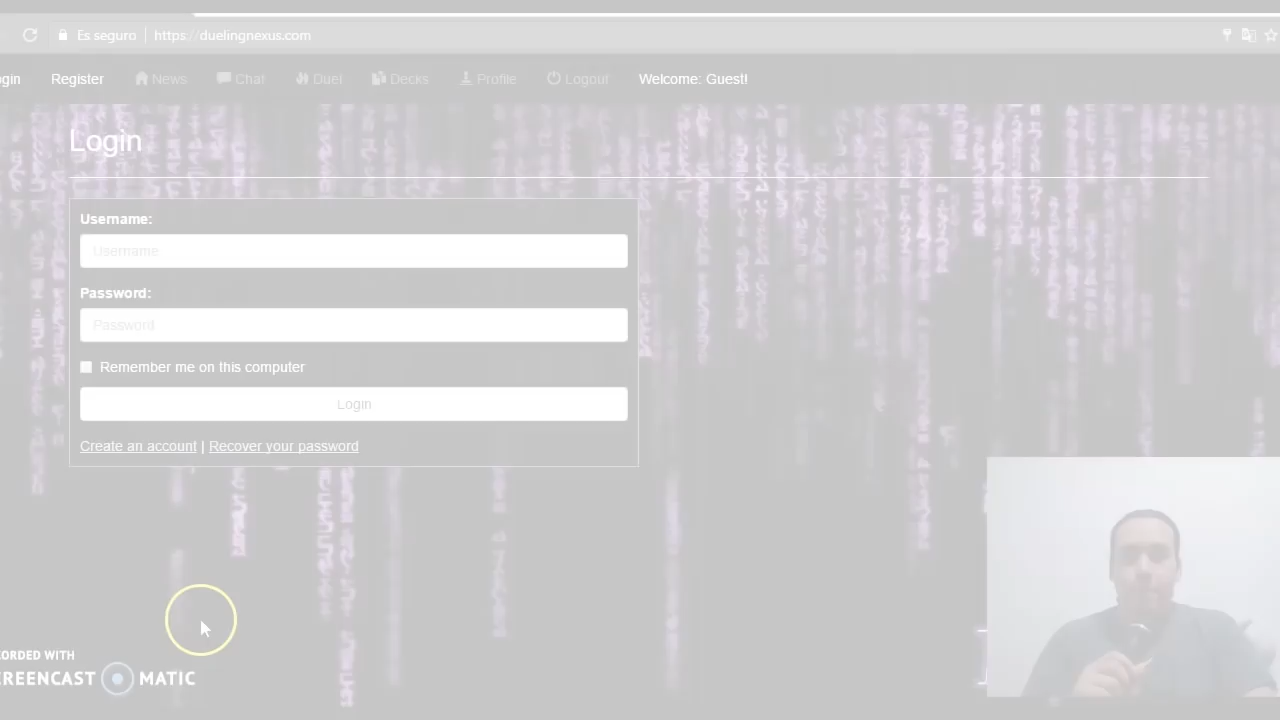 Es seguro https://duelingnexus.com
ogin Register News Chat Duel Decks Profile Logout Welcome: Guest!
Login
Username:
Username
Password:
Password
Remember me on this computer
Login
Create an account | Recover your password
ORDED WITH
REENCAST MATIC